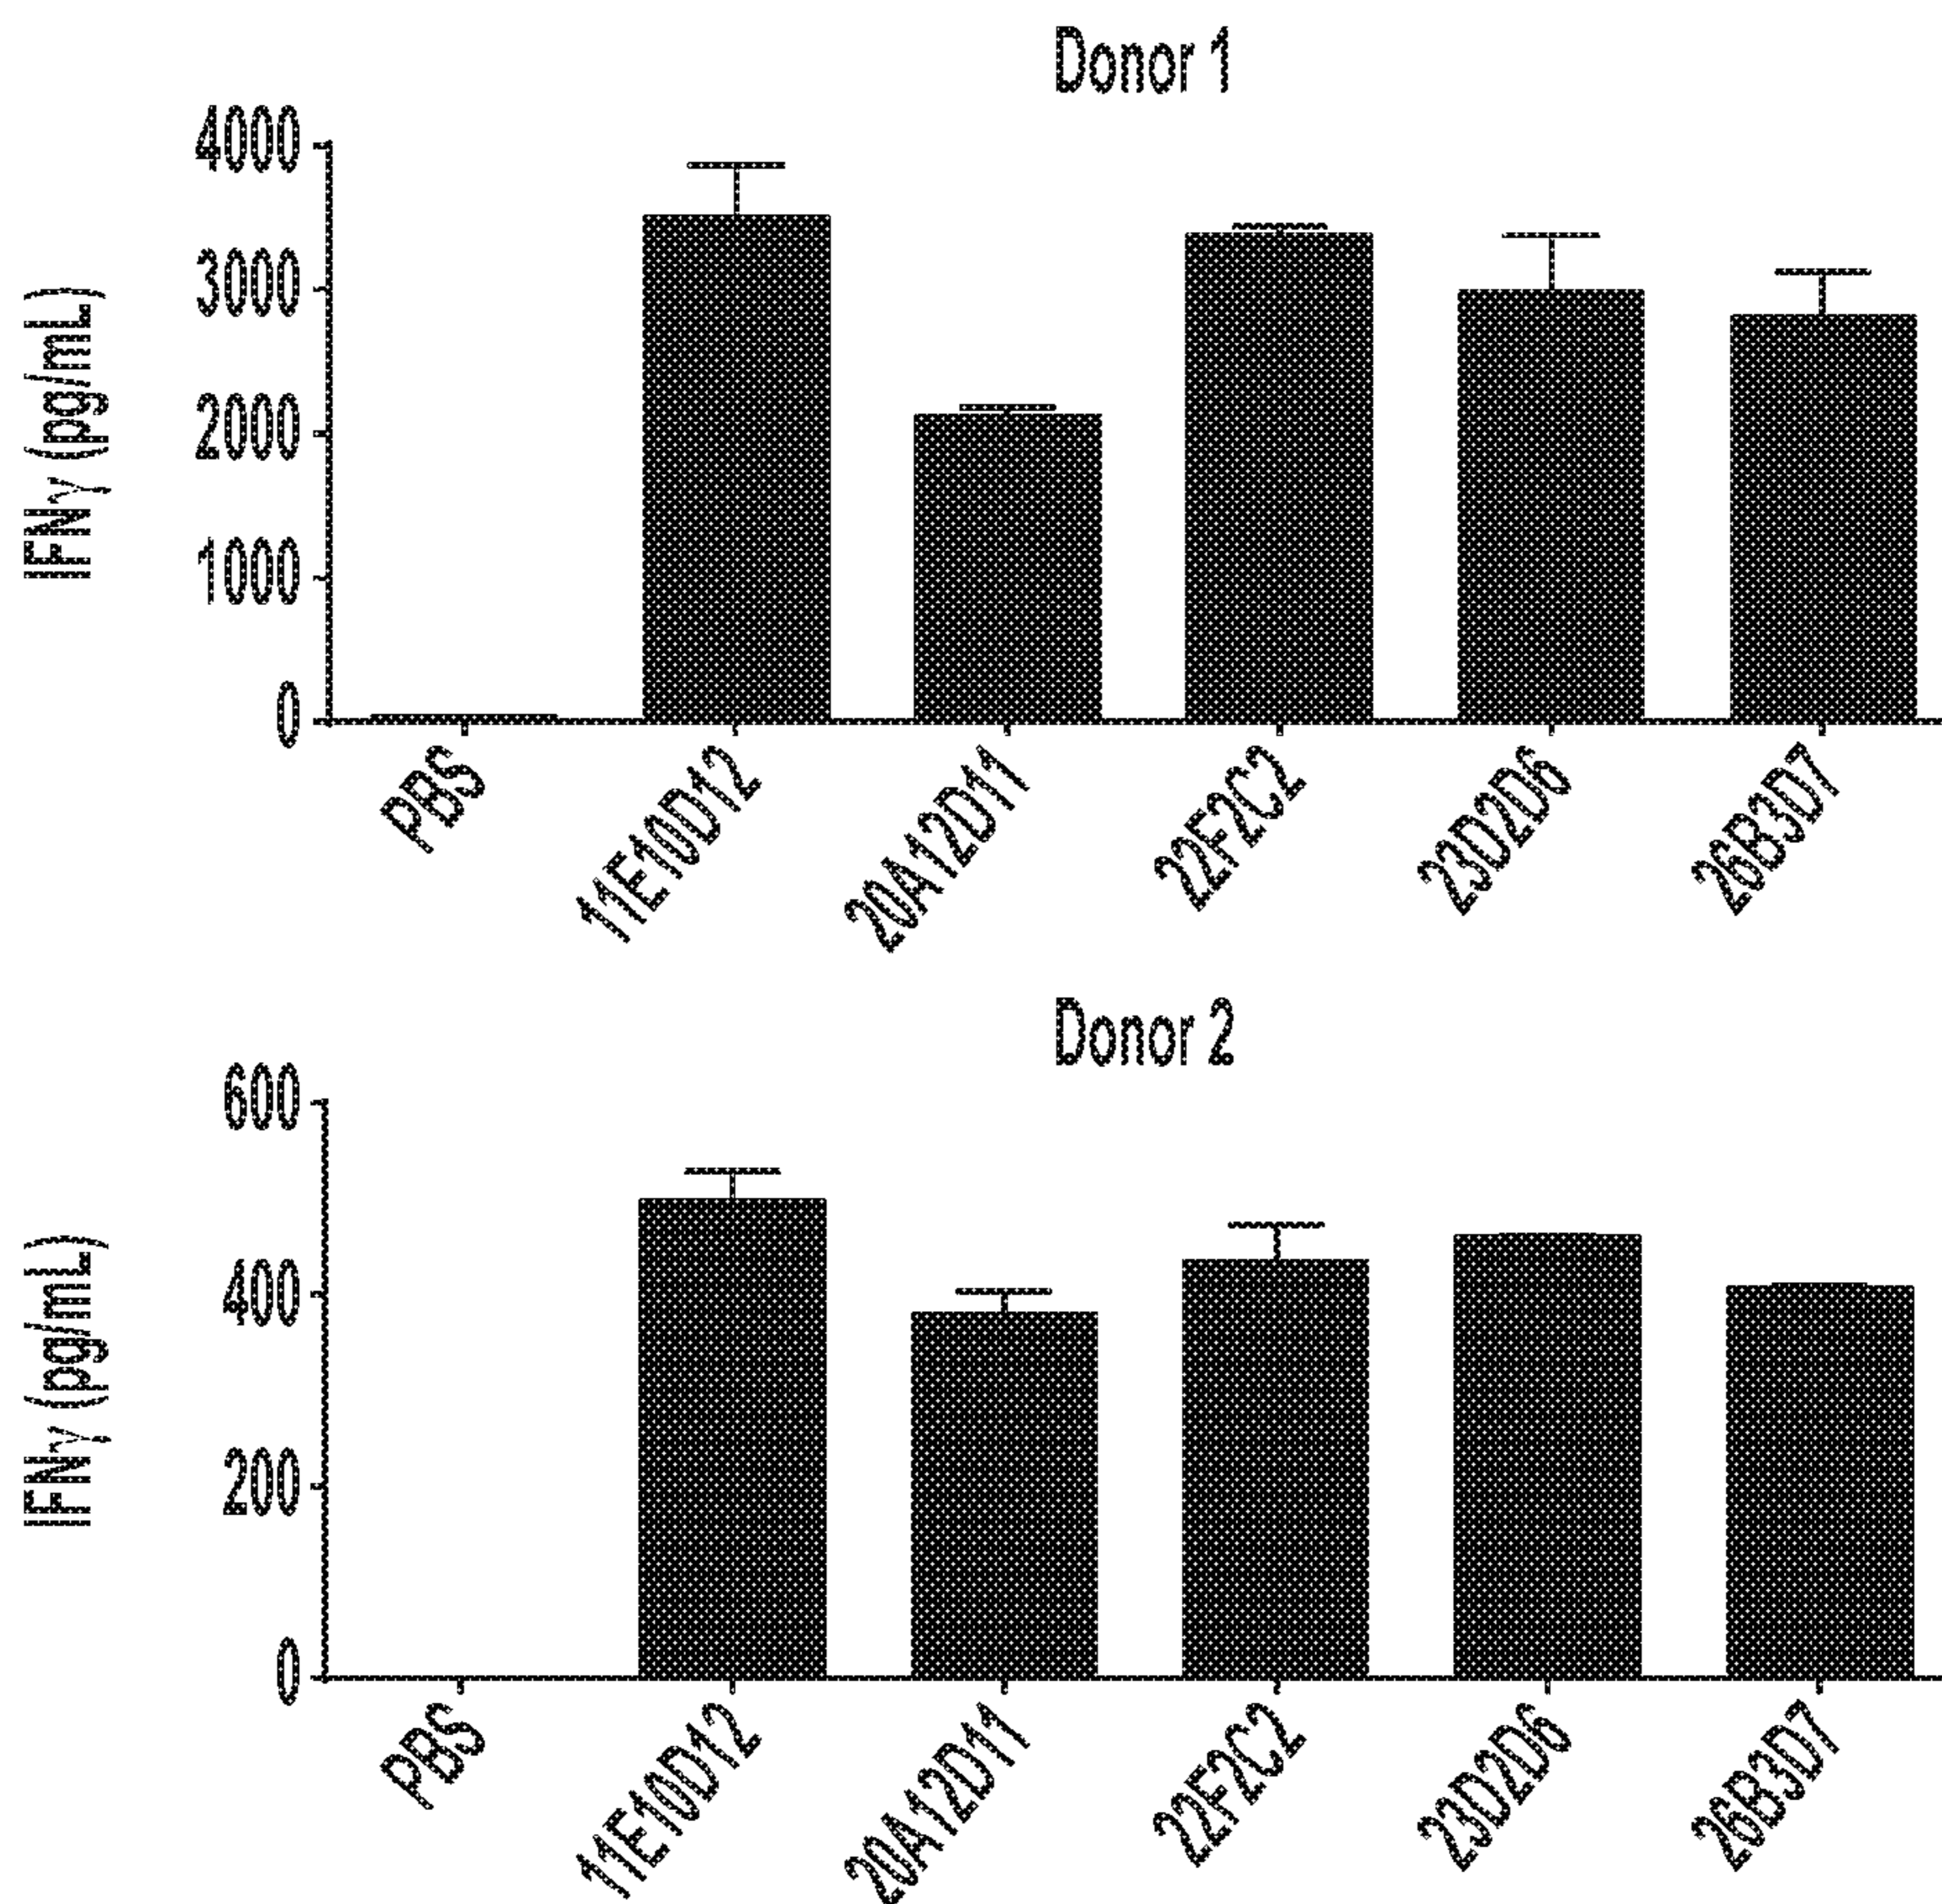 Donor 1
IFNγ (pg/mL)
4000
3000
2000
1000
0
PBS
11E10D12
20A12D11
22F2C2
23D2D6
26B3D7
Donor 2
IFNγ (pg/mL)
600
400
200
0
PBS
11E10D12
20A12D11
22F2C2
23D2D6
26B3D7